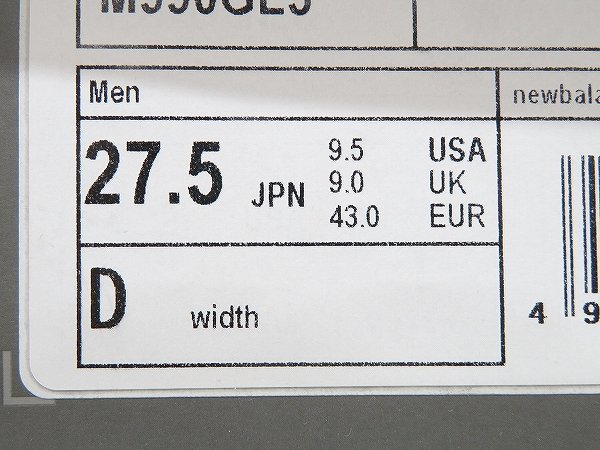 Men
27.5 JPN
9.5 USA
9.0 UK
43.0 EUR
D width
newbala
4 9